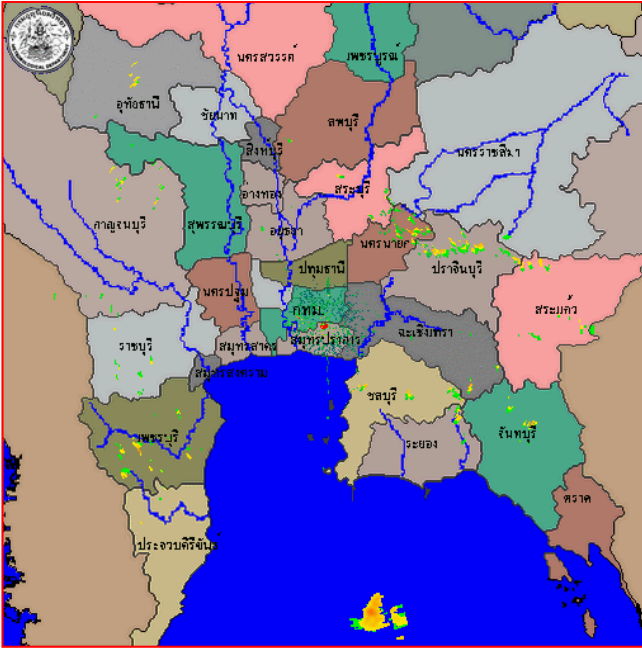 นครสวรรค์
เพชรบูรณ์
อุทัยธานี
ชัยนาท
ลพบุรี
สิงห์บุรี
นครราชสีมา
อ่างทอง
สระบุรี
กาญจนบุรี
สุพรรณบุรี
อยุธยา
นครนายก
ปทุมธานี
ปราจีนบุรี
นครปฐม
กทม.
สระแก้ว
ฉะเชิงเทรา
ราชบุรี
สมุทรสาคร
สมุทรปราการ
สมุทรสงคราม
ชลบุรี
เพชรบุรี
จันทบุรี
ระยอง
ตราด
ประจวบคีรีขันธ์